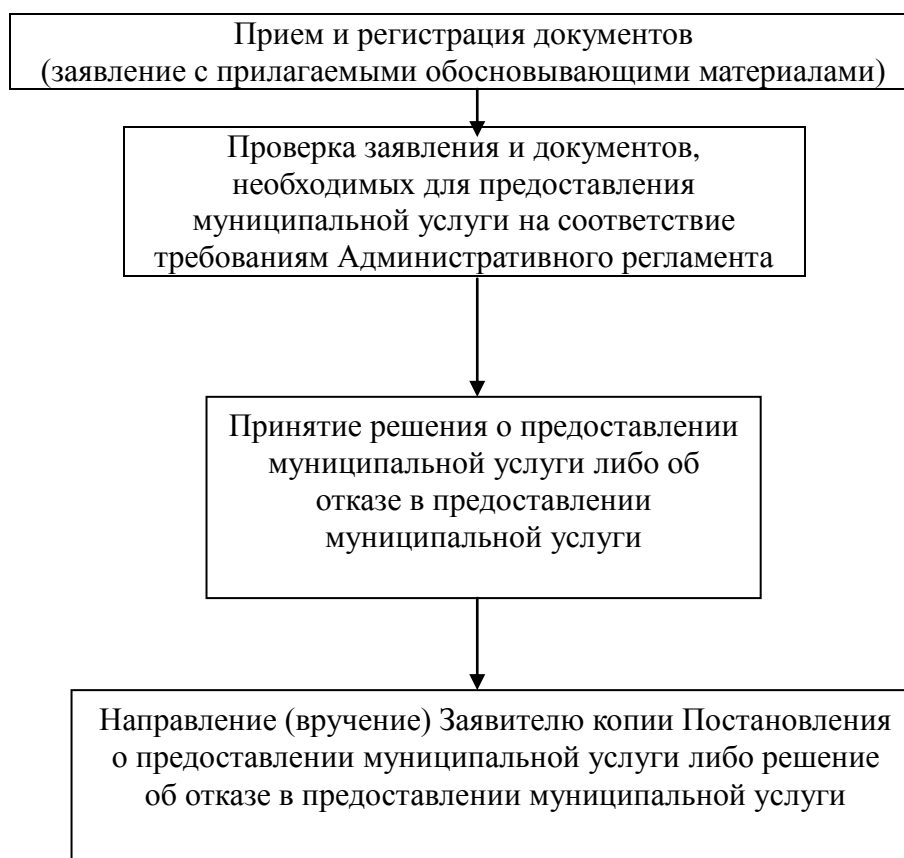 Прием и регистрация документов
(заявление с прилагаемыми обосновывающими материалами)
Проверка заявления и документов,
необходимых для предоставления
муниципальной услуги на соответствие
требованиям Административного регламента
Принятие решения о предоставлении
муниципальной услуги либо об
отказе в предоставлении
муниципальной услуги
Направление (вручение) Заявителю копии Постановления
о предоставлении муниципальной услуги либо решение
об отказе в предоставлении муниципальной услуги